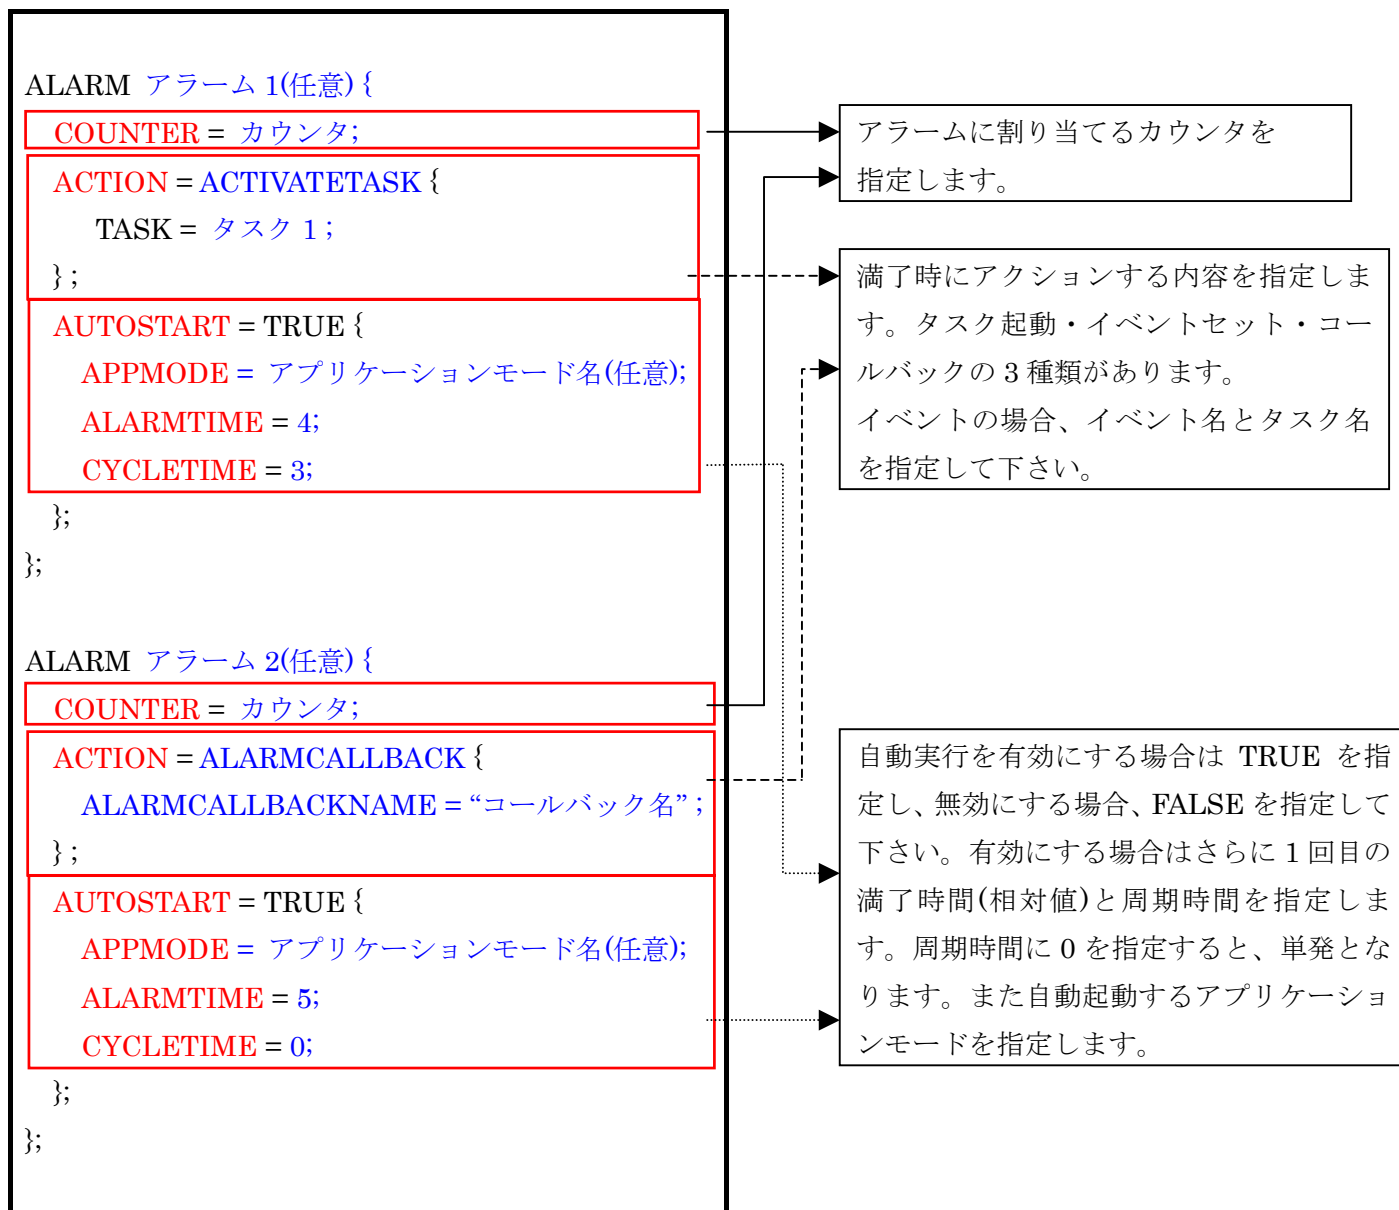 ALARM アラーム 1(任意) {
COUNTER = カウンタ;
ACTION = ACTIVATETASK {
TASK = タスク 1 ;
} ;
AUTOSTART = TRUE {
APPMODE = アプリケーションモード名(任意);
ALARMTIME = 4;
CYCLETIME = 3;
};
};
ALARM アラーム 2(任意) {
COUNTER = カウンタ;
ACTION = ALARMCALLBACK {
ALARMCALLBACKNAME = “コールバック名” ;
} ;
AUTOSTART = TRUE {
APPMODE = アプリケーションモード名(任意);
ALARMTIME = 5;
CYCLETIME = 0;
};
};
アラームに割り当てるカウンタを
指定します。
満了時にアクションする内容を指定しま
す。タスク起動・イベントセット・コー
ルバックの 3 種類があります。
イベントの場合、イベント名とタスク名
を指定して下さい。
自動実行を有効にする場合は TRUE を指
定し、無効にする場合、FALSE を指定して
下さい。有効にする場合はさらに 1 回目の
満了時間(相対値)と周期時間を指定しま
す。周期時間に 0 を指定すると、単発とな
ります。また自動起動するアプリケーショ
ンモードを指定します。